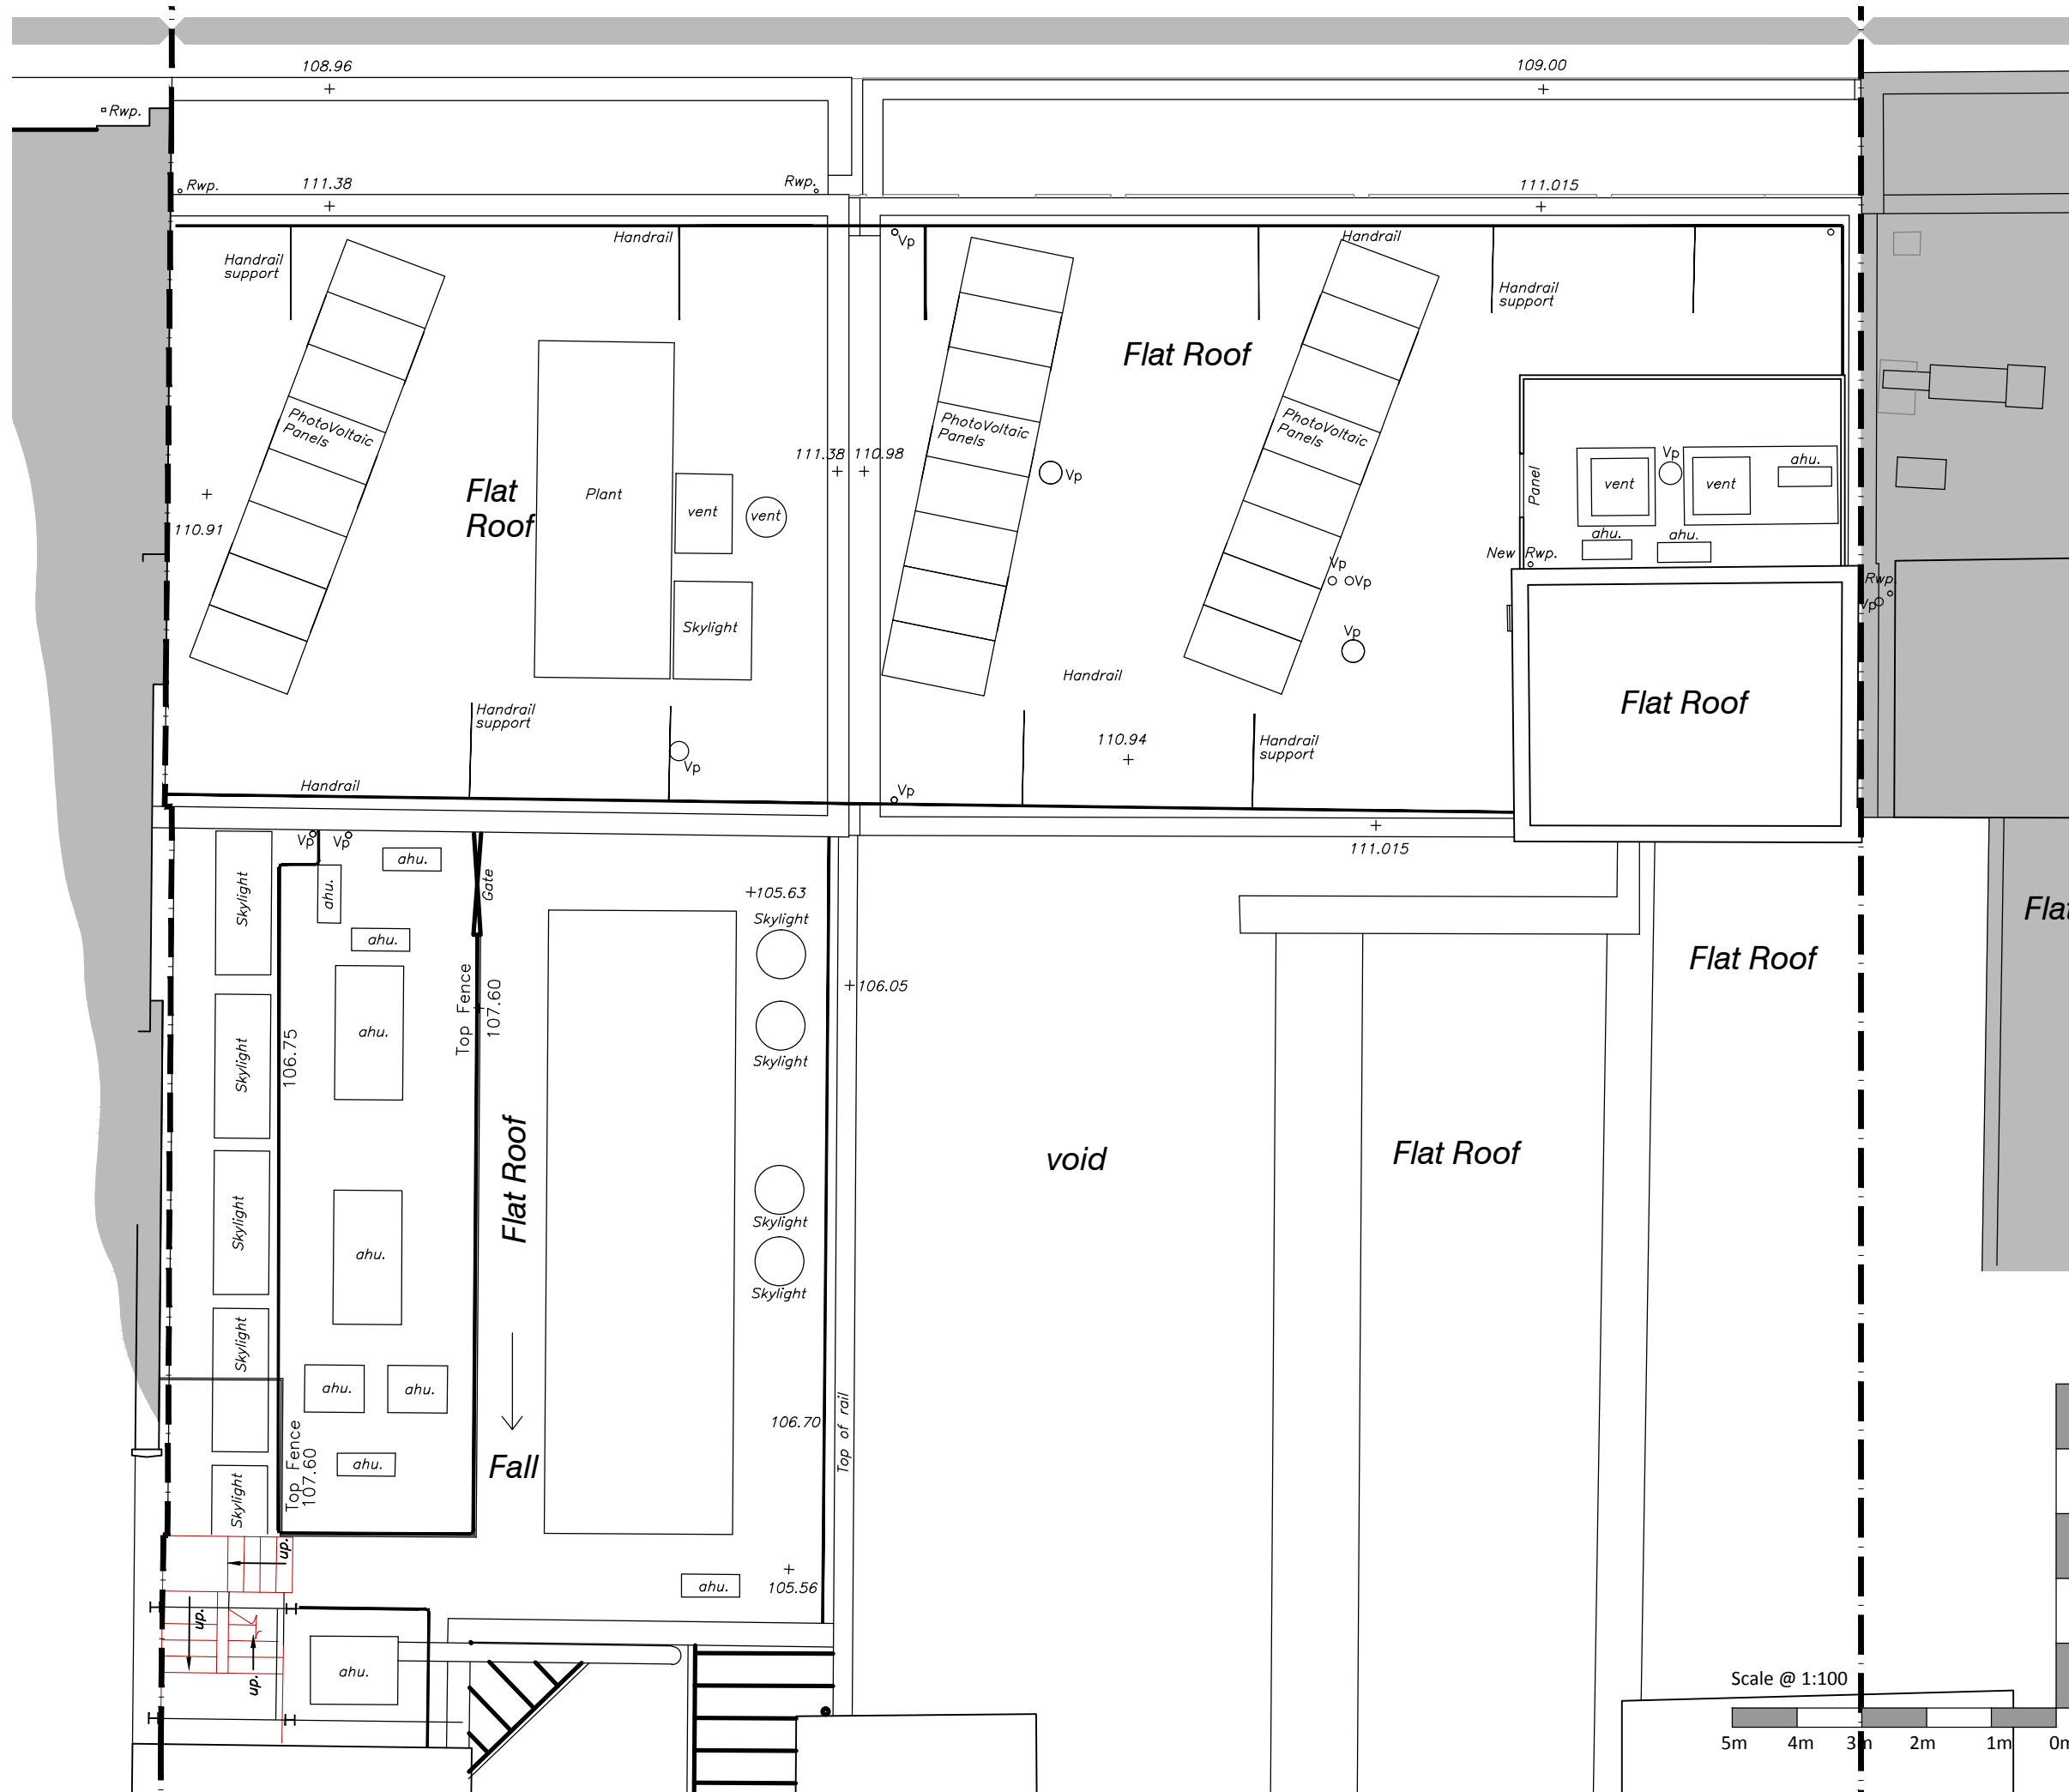 108.96
109.00
Rwp.
Rwp.
111.38
Rwp.
111.015
Handrail
support
Handrail
Vp
Handrail
Handrail
support
Flat Roof
PhotoVoltaic
Panels
PhotoVoltaic
Panels
PhotoVoltaic
Panels
111.38
110.98
Vp
Vp
ahu.
Flat
Roof
Plant
vent
vent
vent
vent
Panel
110.91
ahu.
ahu.
New Rwp.
Vp
Vp
Rwp.
Vp
Skylight
Vp
Handrail
Flat Roof
Handrail
support
110.94
Handrail
support
Vp
Handrail
Vp
Vp
Vp
ahu.
111.015
Skylight
ahu.
Gate
105.63
Skylight
Flat
ahu.
Flat Roof
Top Fence
107.60
106.05
Skylight
106.75
ahu.
Skylight
Flat Roof
void
Flat Roof
Skylight
Skylight
ahu.
Skylight
Skylight
ahu.
ahu.
106.70
Top of rail
Top Fence
107.60
ahu.
Fall
Skylight
up.
105.56
ahu.
up.
up.
ahu.
Scale @ 1:100
5m
4m
3m
2m
1m
0m